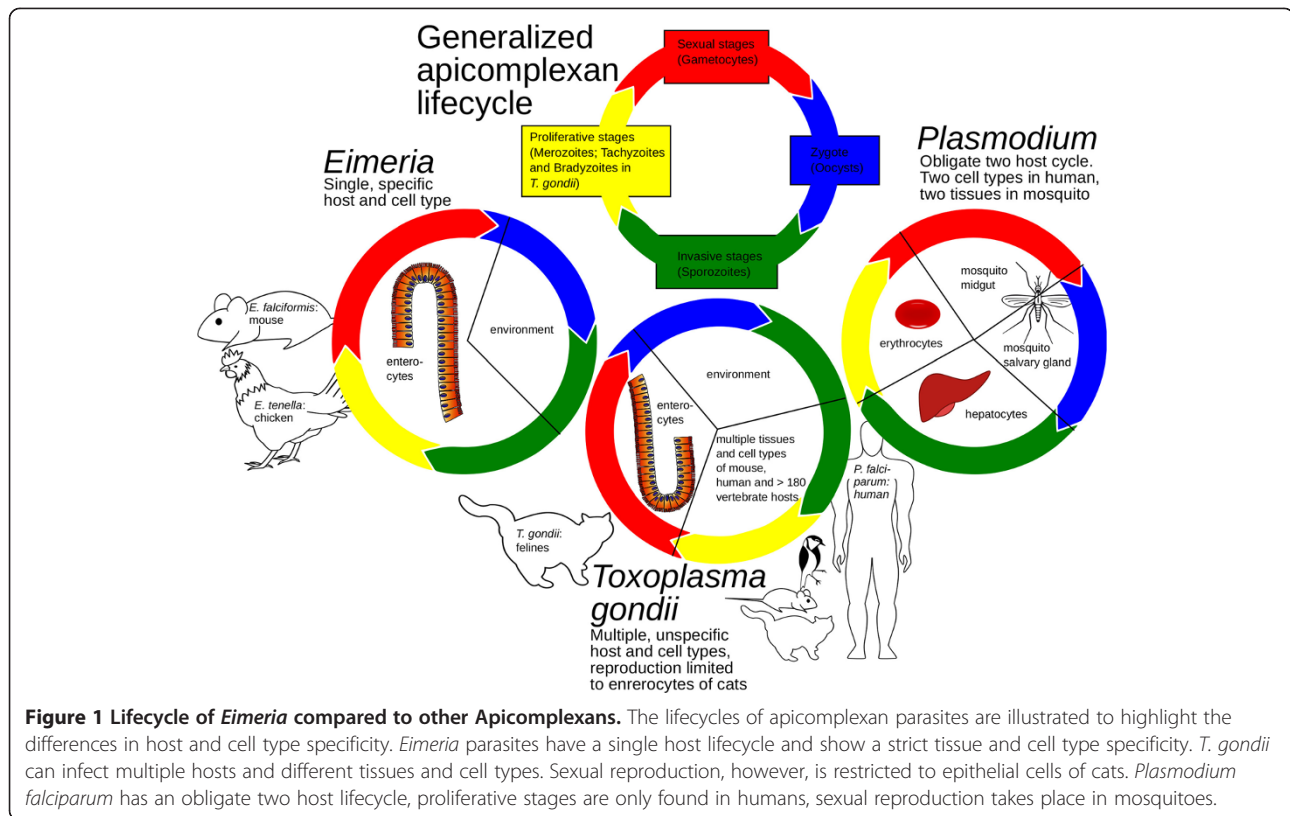 Generalized
apicomplexan
lifecycle
Sexual stages
(Gametocytes)
Proliferative stages
(Merozoites; Tachyzoites
and Bradyzoites in
T. gondii)
Zygote
(Oocysts)
Invasive stages
(Sporozoites)
Eimeria
Single, specific
host and cell type
E. falciformis:
mouse
E. tenella:
chicken
entero-
cytes
environment
Plasmodium
Obligate two host cycle.
Two cell types in human,
two tissues in mosquito
mosquito
midgut
erythrocytes
mosquito
salvary gland
hepatocytes
P. falci-
parum:
human
environment
entero-
cytes
multiple tissues
and cell types
of mouse,
human and > 180
vertebrate hosts
T. gondii:
felines
Toxoplasma
gondii
Multiple, unspecific
host and cell types,
reproduction limited
to enrerocytes of cats
Figure 1 Lifecycle of Eimeria compared to other Apicomplexans. The lifecycles of apicomplexan parasites are illustrated to highlight the
differences in host and cell type specificity. Eimeria parasites have a single host lifecycle and show a strict tissue and cell type specificity. T. gondii
can infect multiple hosts and different tissues and cell types. Sexual reproduction, however, is restricted to epithelial cells of cats. Plasmodium
falciparum has an obligate two host lifecycle, proliferative stages are only found in humans, sexual reproduction takes place in mosquitoes.